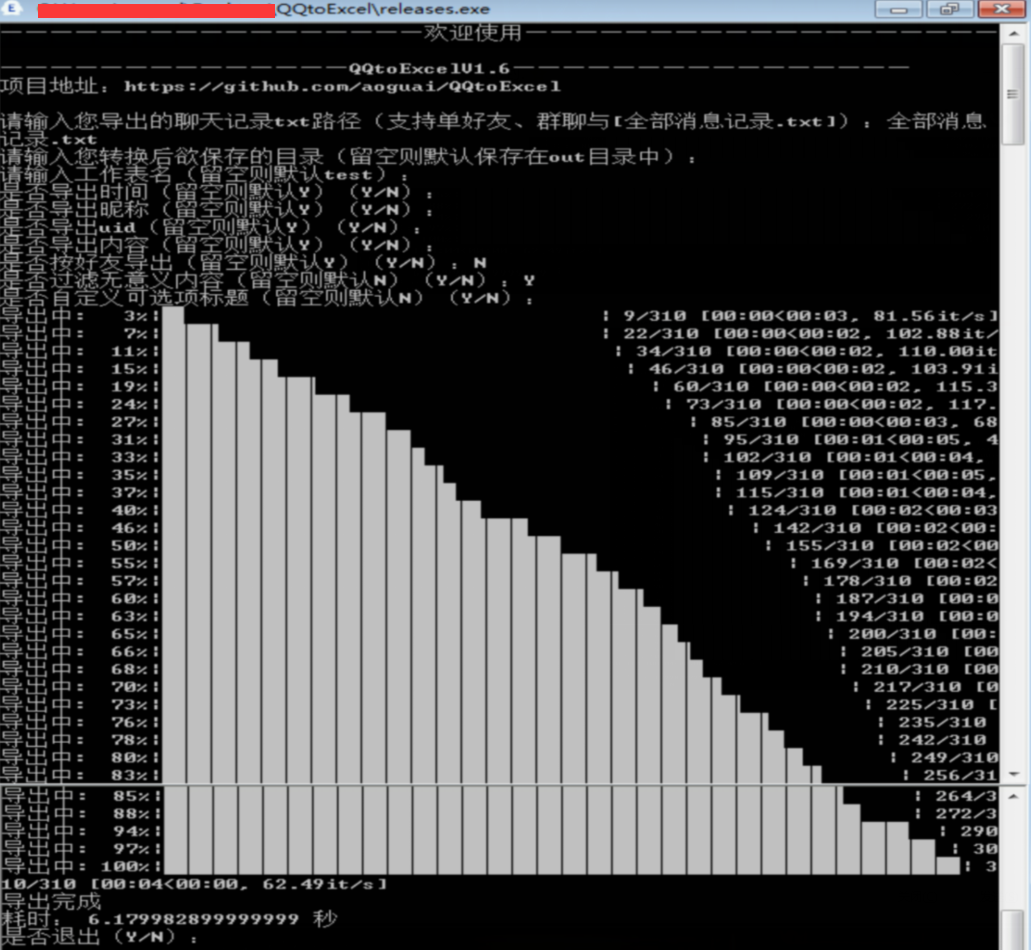 QQtoExcel\releases.exe
——————————————————欢迎使用————————————————————
———————————————QQtoExcelV1.6—————————————————
项目地址：https://github.com/aoguai/QQtoExcel
请输入您导出的聊天记录txt路径（支持单好友、群聊与[全部消息记录.txt]）：全部消息
记录.txt
请输入您转换后欲保存的目录（留空则默认保存在out目录中）：
请输入工作表名（留空则默认test）：
是否导出时间（留空则默认Y）（Y/N）：
是否导出昵称（留空则默认Y）（Y/N）：
是否导出uid（留空则默认Y）（Y/N）：
是否导出内容（留空则默认Y）（Y/N）：
是否按好友导出（留空则默认Y）（Y/N）：N
是否过滤无意义内容（留空则默认N）（Y/N）：Y
是否自定义可选项标题（留空则默认N）（Y/N）：
导出中:   3%| | 9/310 [00:00<00:03, 81.56it/s]
导出中:   7%| | 22/310 [00:00<00:02, 102.88it/
导出中:  11%| | 34/310 [00:00<00:02, 110.00it
导出中:  15%| | 46/310 [00:00<00:02, 103.91i
导出中:  19%| | 60/310 [00:00<00:02, 115.3
导出中:  24%| | 73/310 [00:00<00:02, 117.
导出中:  27%| | 85/310 [00:00<00:03, 68
导出中:  31%| | 95/310 [00:01<00:05, 4
导出中:  33%| | 102/310 [00:01<00:04,
导出中:  35%| | 109/310 [00:01<00:05,
导出中:  37%| | 115/310 [00:01<00:04,
导出中:  40%| | 124/310 [00:02<00:03
导出中:  46%| | 142/310 [00:02<00:
导出中:  50%| | 155/310 [00:02<00
导出中:  55%| | 169/310 [00:02<
导出中:  57%| | 178/310 [00:02
导出中:  60%| | 187/310 [00:0
导出中:  63%| | 194/310 [00:0
导出中:  65%| | 200/310 [00:
导出中:  66%| | 205/310 [00
导出中:  68%| | 210/310 [00
导出中:  70%| | 217/310 [0
导出中:  73%| | 225/310 [
导出中:  76%| | 235/310
导出中:  78%| | 242/310
导出中:  80%| | 249/310
导出中:  83%| | 256/31
导出中:  85%| | 264/3
导出中:  88%| | 272/3
导出中:  94%| | 290
导出中:  97%| | 30
导出中: 100%| | 3
10/310 [00:04<00:00, 62.49it/s]
导出完成
耗时： 6.179982899999999 秒
是否退出（Y/N）：